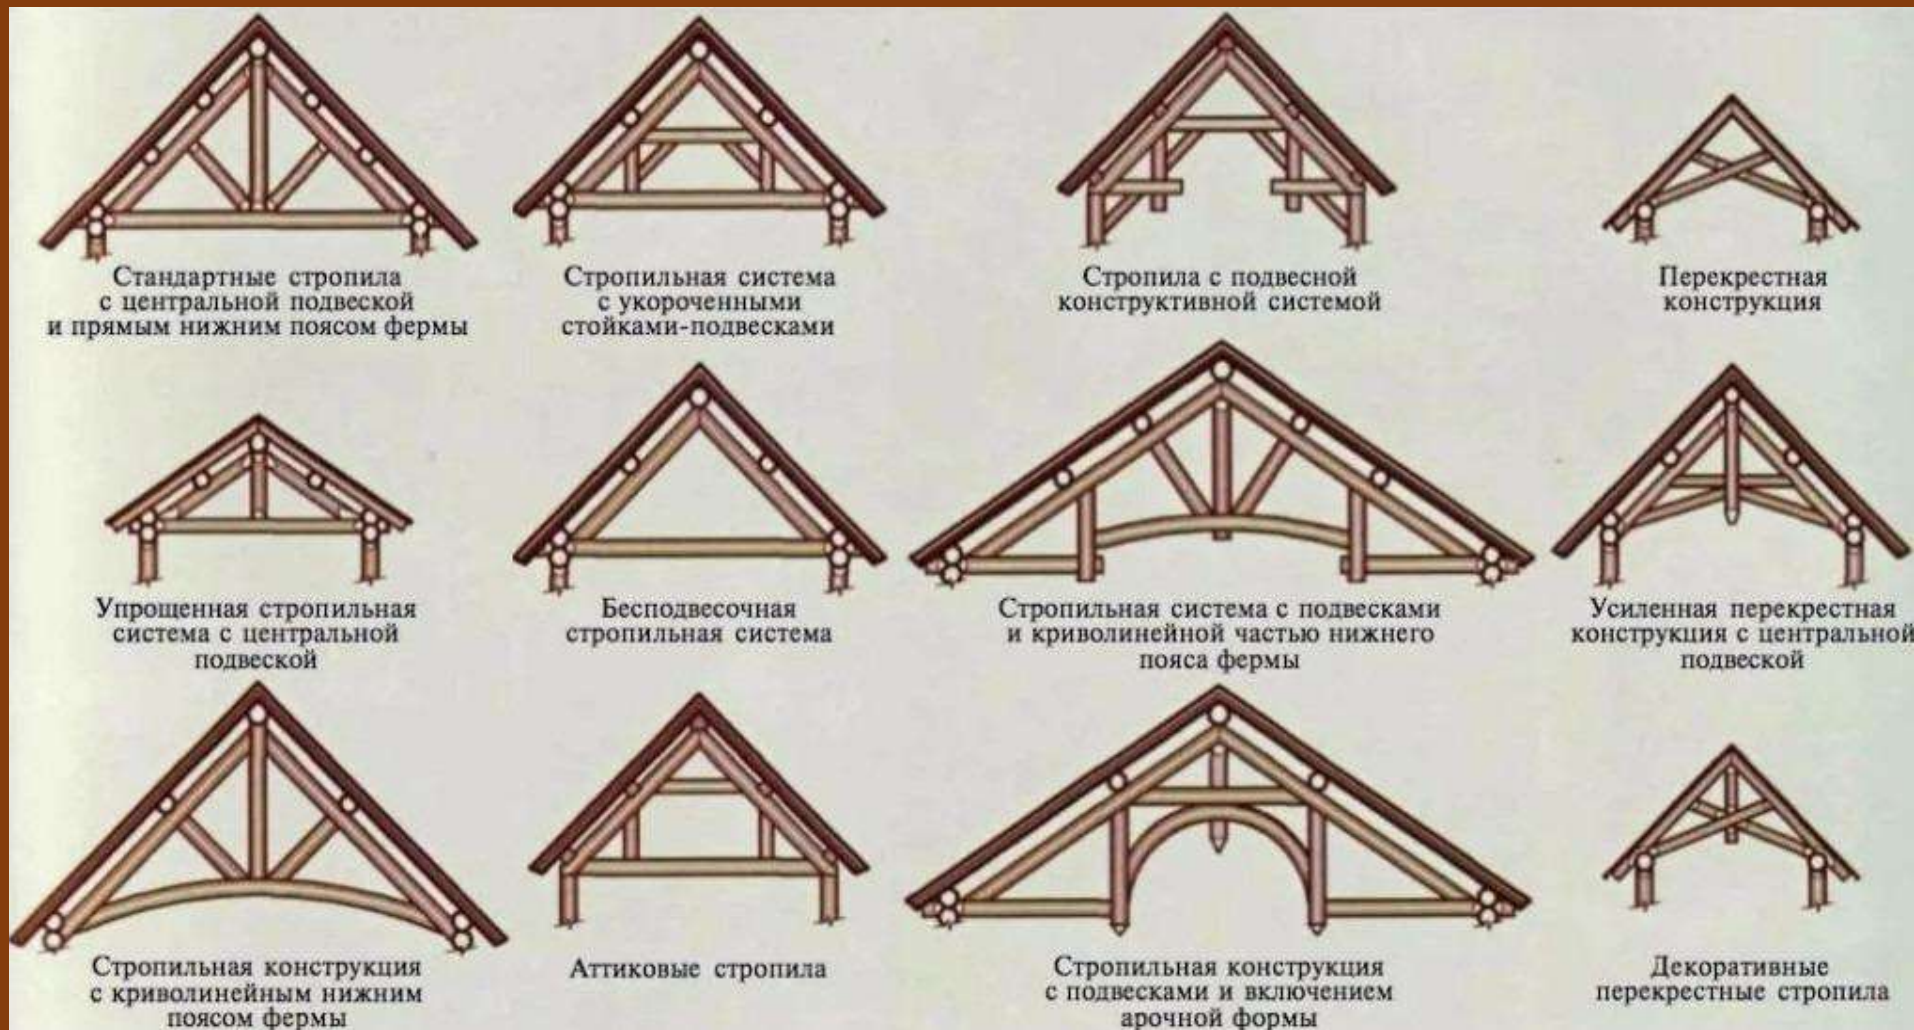 Стандартные стропила
с центральной подвеской
и прямым нижним поясом фермы
Стропильная система
с укороченными
стойками-подвесками
Стропила с подвесной
конструктивной системой
Перекрестная
конструкция
Упрощенная стропильная
система с центральной
подвеской
Бесподвесочная
стропильная система
Стропильная система с подвесками
и криволинейной частью нижнего
пояса фермы
Усиленная перекрестная
конструкция с центральной
подвеской
Стропильная конструкция
с криволинейным нижним
поясом фермы
Аттиковые стропила
Стропильная конструкция
с подвесками и включением
арочной формы
Декоративные
перекрестные стропила